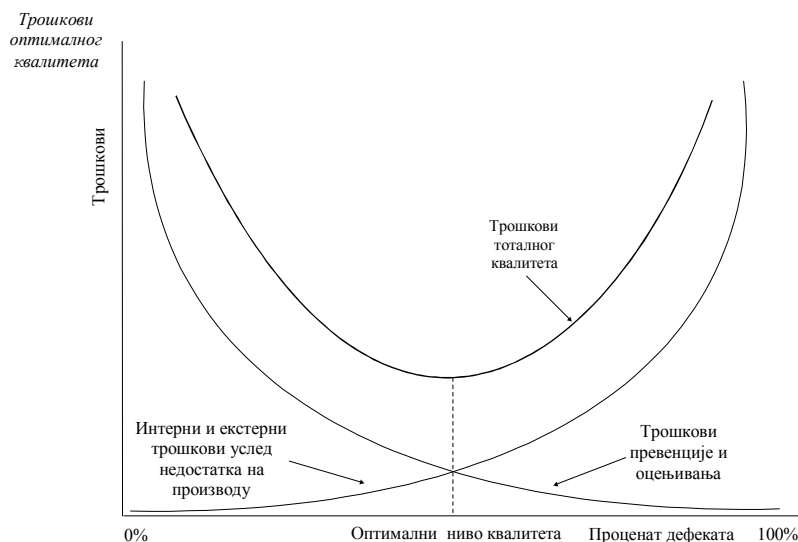 Трошкови
оптималног
квалитета
Трошкови
Трошкови
тоталног
квалитета
Интерни и екстерни
трошкови услед
недостатка на
производу
Трошкови
превенције и
оцењивања
0%
Оптимални ниво квалитета
Проценат дефеката
100%